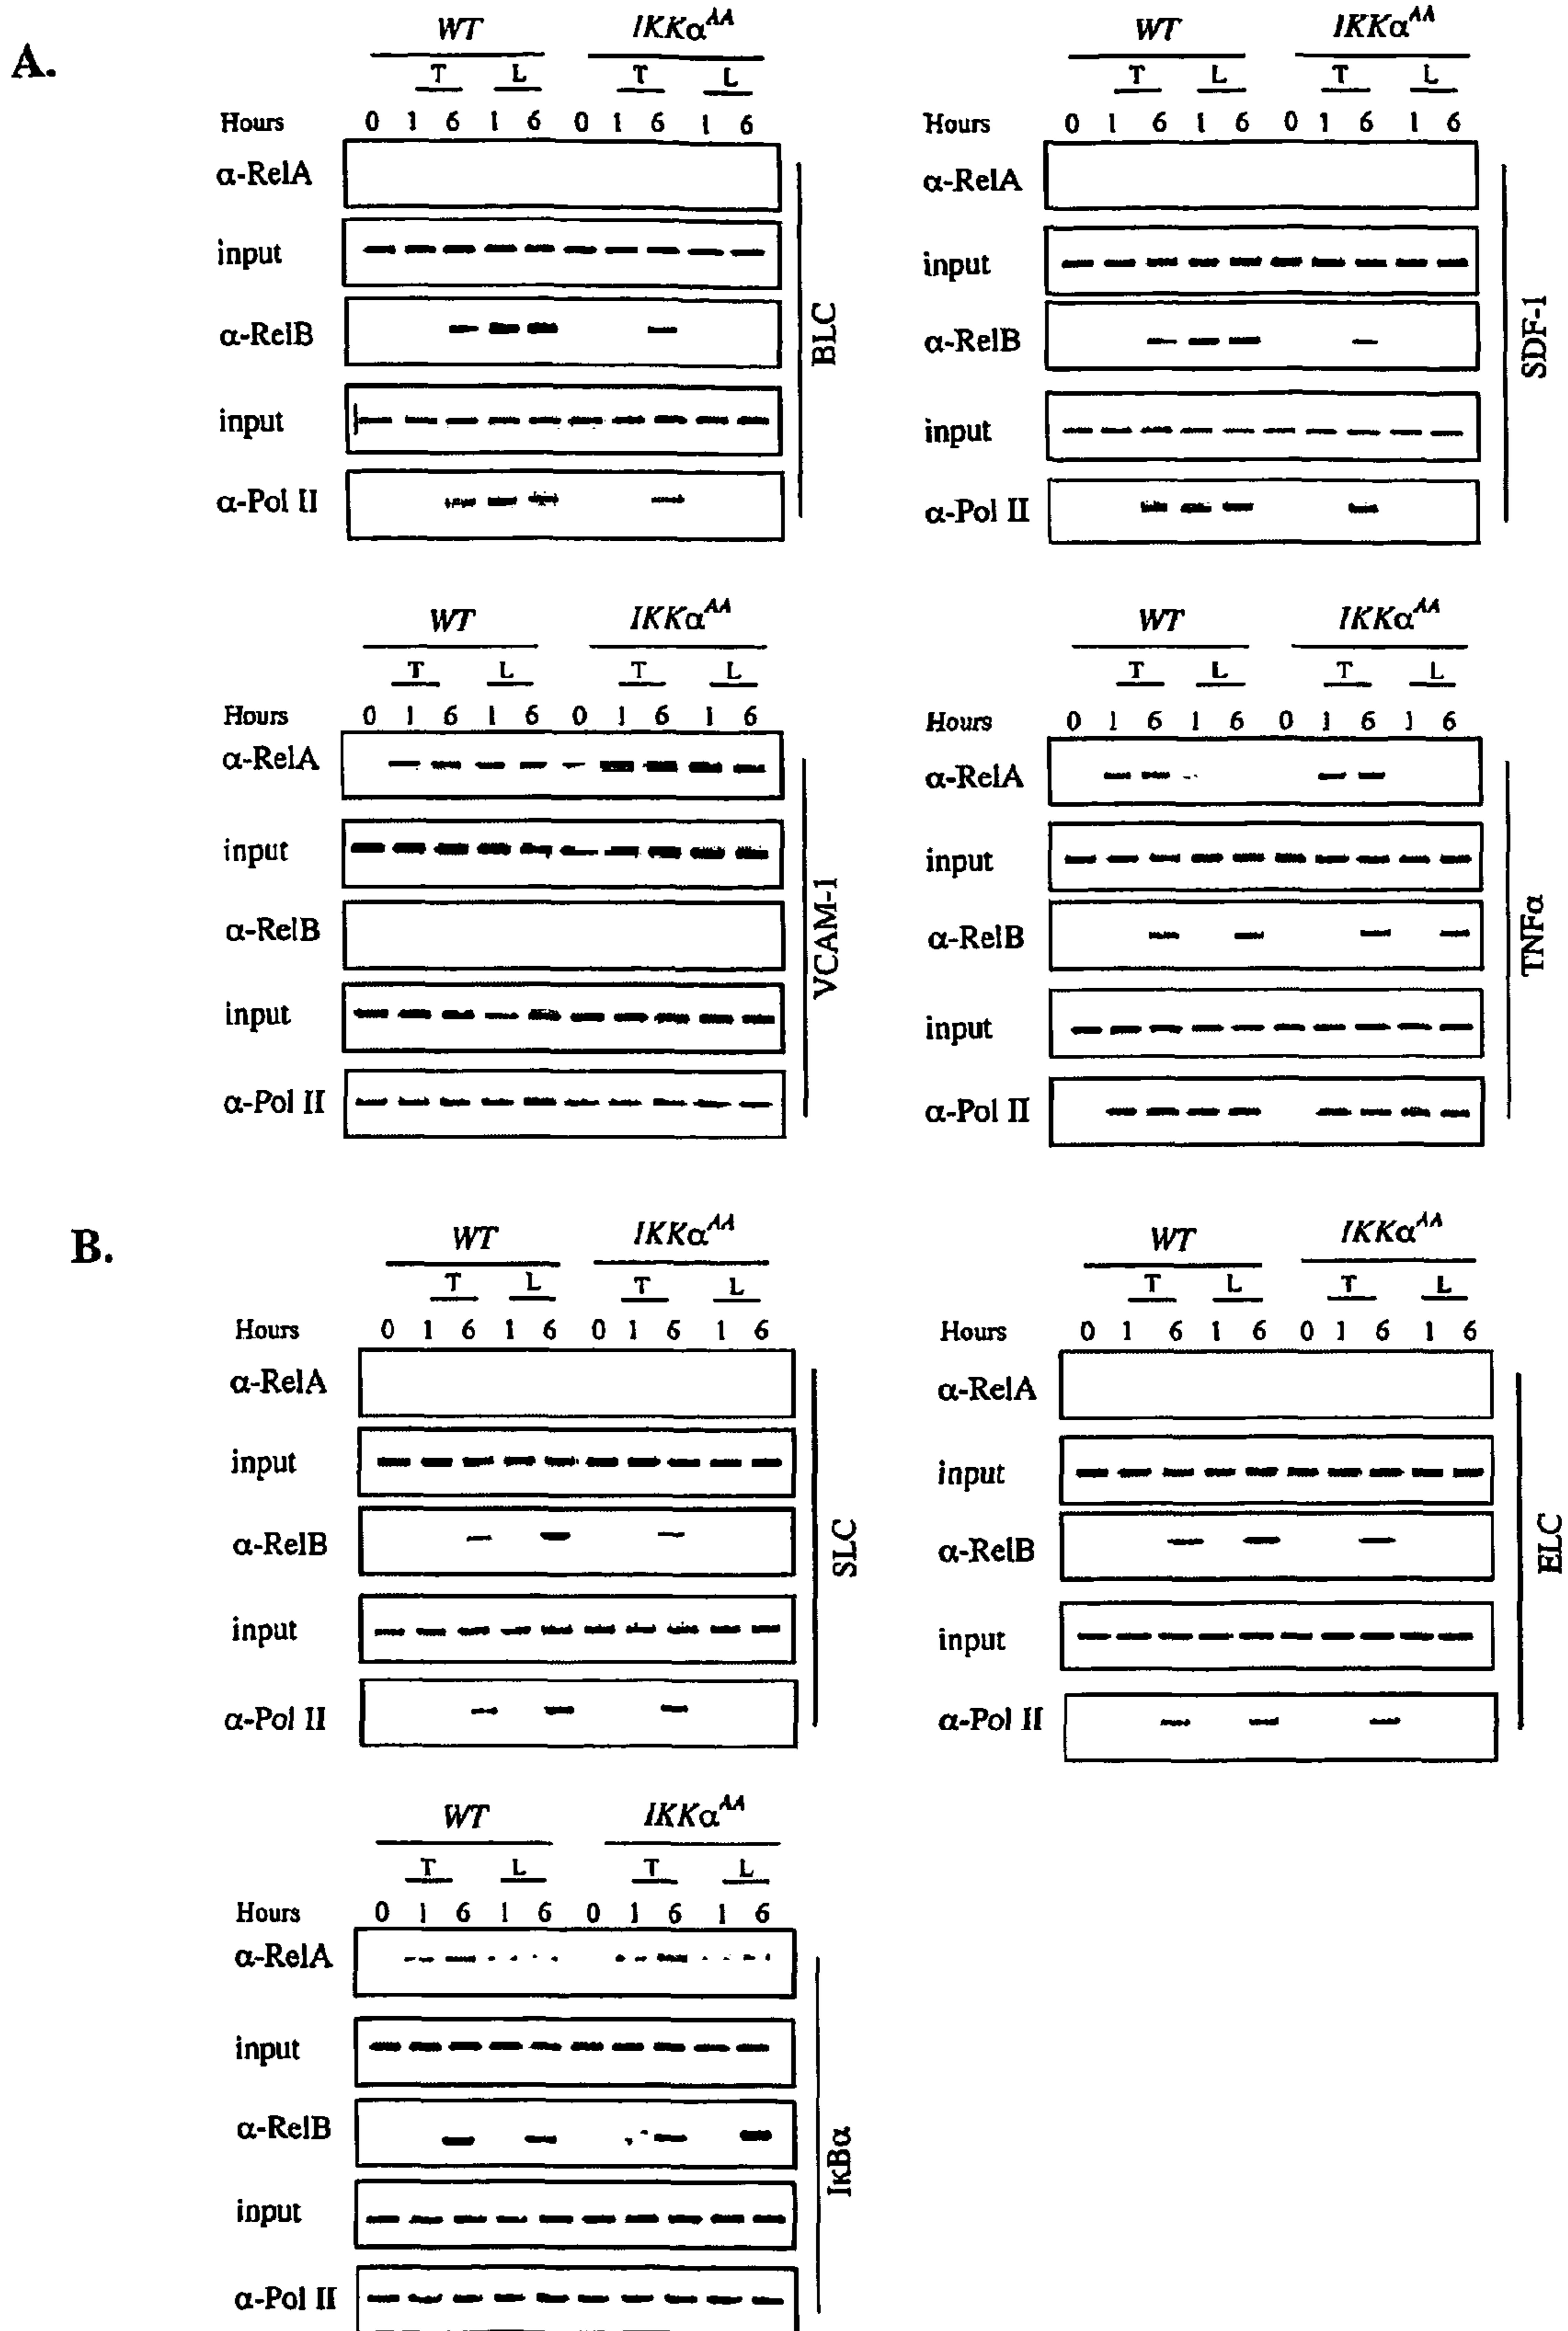 A.
WT IKKα^AA
T L T L
Hours 0 1 6 1 6 0 1 6 1 6
α-RelA
input
α-RelB
input
α-Pol II
BLC
WT IKKα^AA
T L T L
Hours 0 1 6 1 6 0 1 6 1 6
α-RelA
input
α-RelB
input
α-Pol II
SDF-1
WT IKKα^AA
T L T L
Hours 0 1 6 1 6 0 1 6 1 6
α-RelA
input
α-RelB
input
α-Pol II
VCAM-1
WT IKKα^AA
T L T L
Hours 0 1 6 1 6 0 1 6 1 6
α-RelA
input
α-RelB
input
α-Pol II
TNFα
B.
WT IKKα^AA
T L T L
Hours 0 1 6 1 6 0 1 6 1 6
α-RelA
input
α-RelB
input
α-Pol II
SLC
WT IKKα^AA
T L T L
Hours 0 1 6 1 6 0 1 6 1 6
α-RelA
input
α-RelB
input
α-Pol II
ELC
WT IKKα^AA
T L T L
Hours 0 1 6 1 6 0 1 6 1 6
α-RelA
input
α-RelB
input
α-Pol II
IκBα